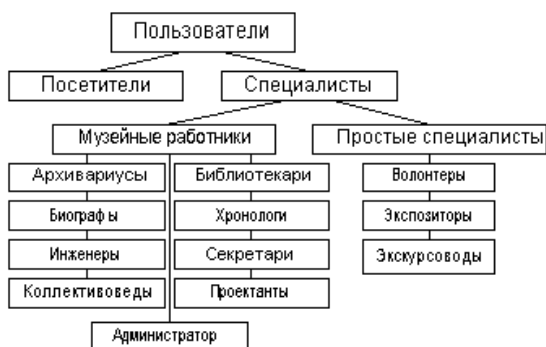 Пользователи
Посетители
Специалисты
Музейные работники
Простые специалисты
Архивариусы
Библиотекари
Волонтеры
Биографы
Хронологи
Экспозиторы
Инженеры
Секретари
Экскурсоводы
Коллективоведы
Проектанты
Администратор